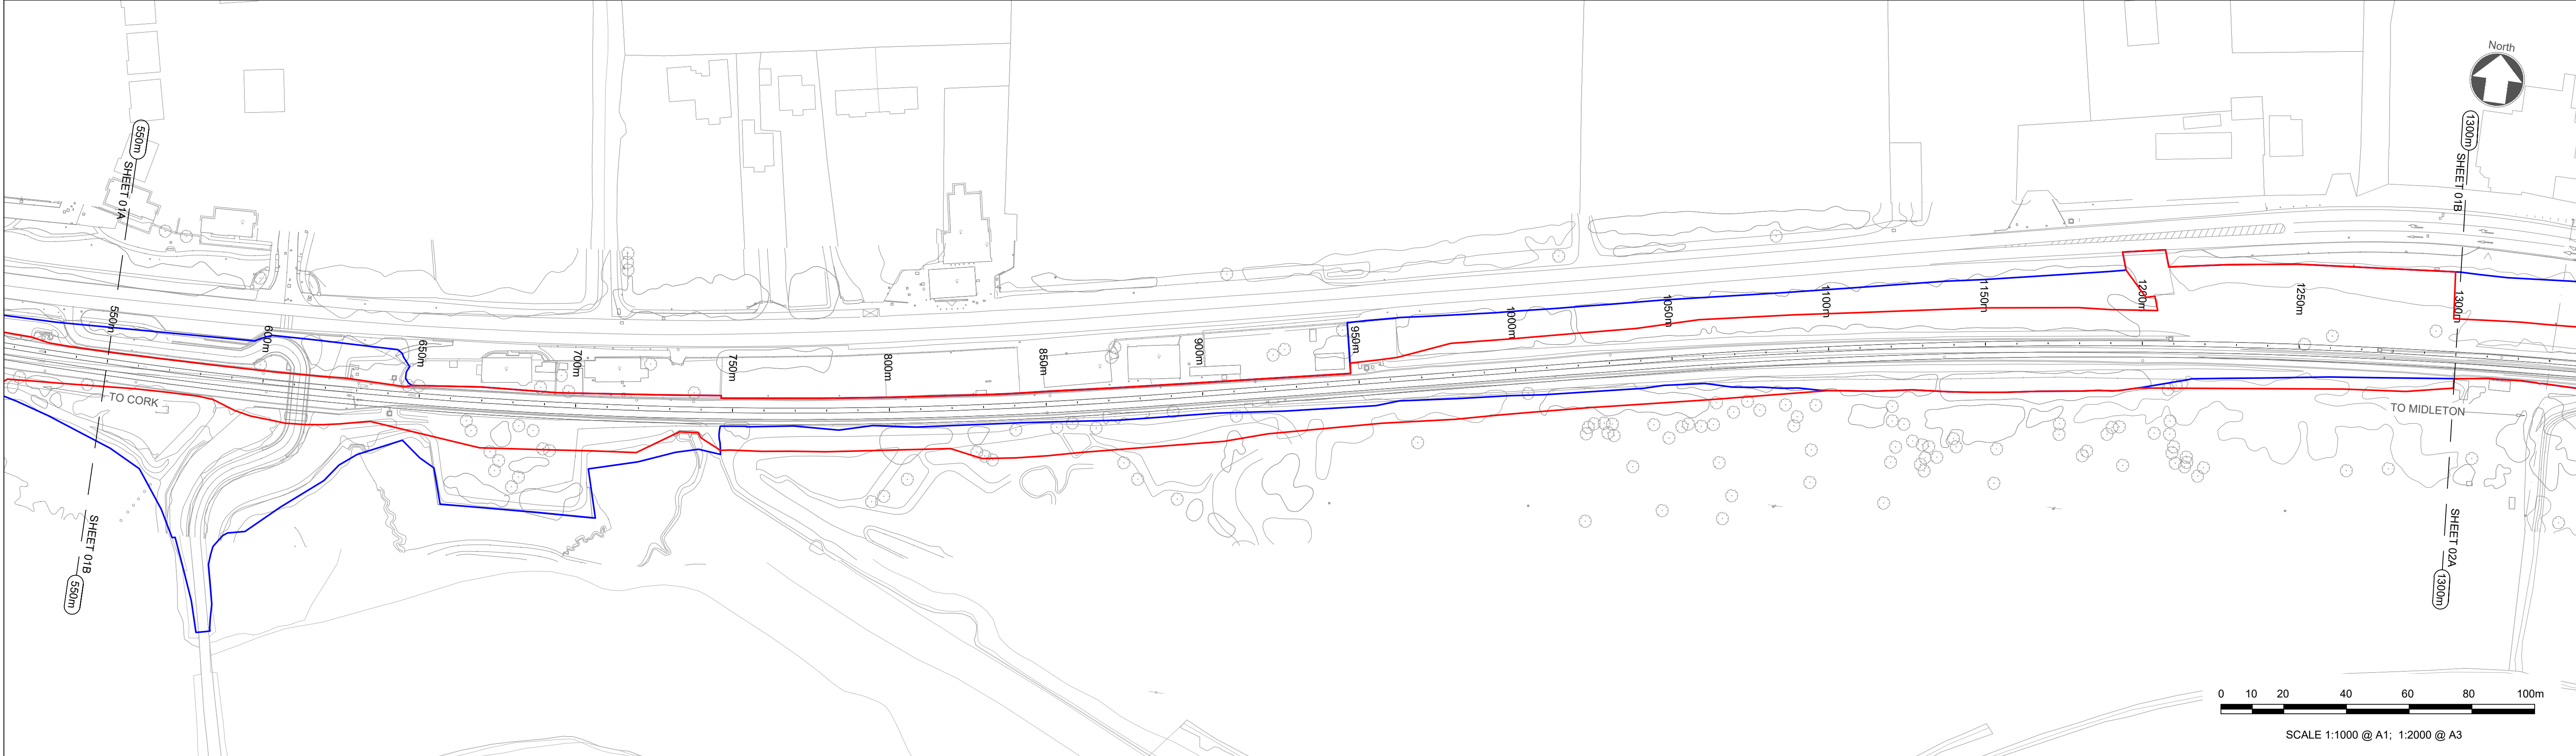 North
550m
SHEET 01A
1300m
SHEET 01B
550m
600m
650m
700m
750m
800m
850m
900m
950m
1000m
1050m
1100m
1150m
1200m
1250m
1300m
TO CORK
TO MIDLETON
SHEET 01B
550m
SHEET 02A
1300m
0 10 20 40 60 80 100m
SCALE 1:1000 @ A1; 1:2000 @ A3